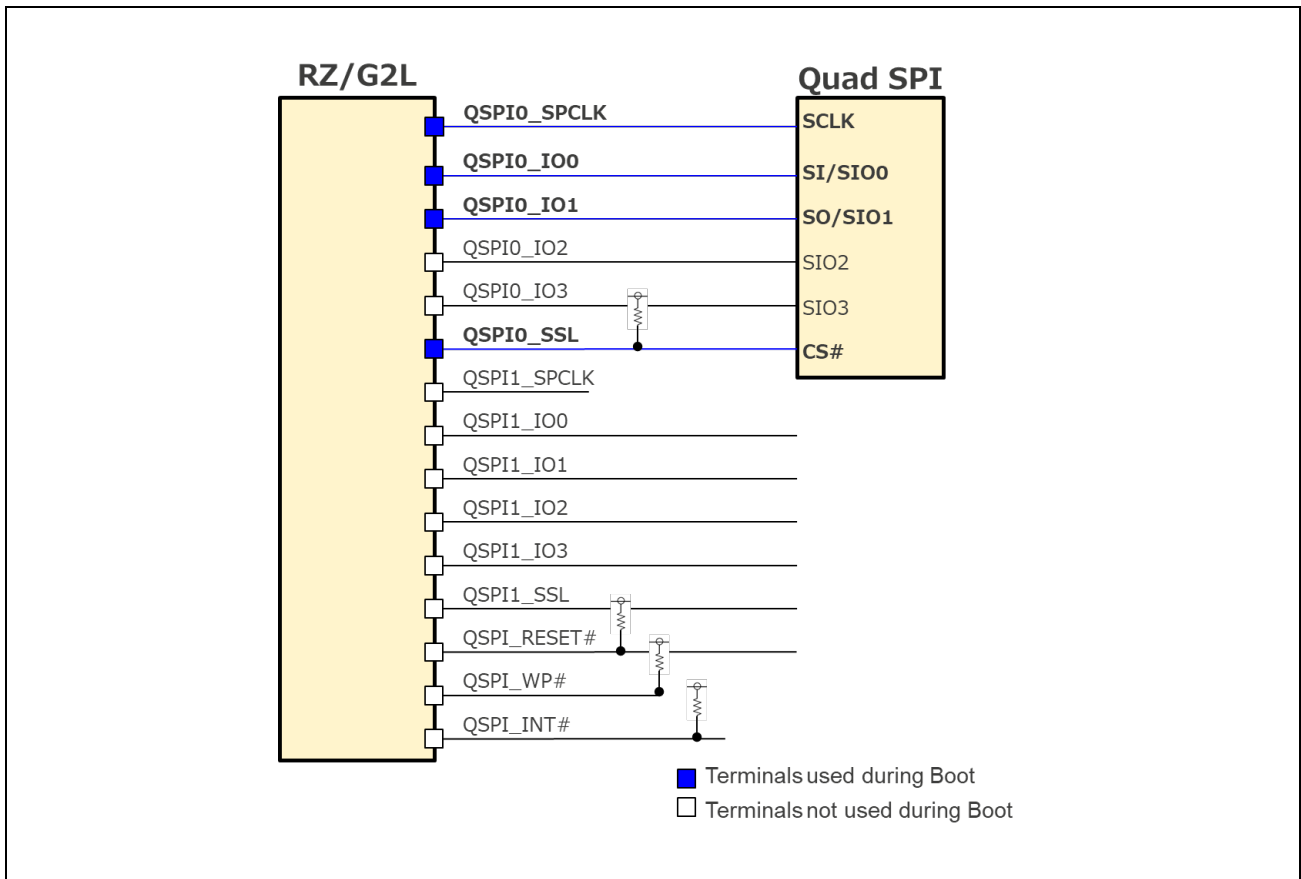 RZ/G2L
Quad SPI
QSPI0_SPCLK
SCLK
QSPI0_IO0
SI/SIO0
QSPI0_IO1
SO/SIO1
QSPI0_IO2
SIO2
QSPI0_IO3
SIO3
QSPI0_SSL
CS#
QSPI1_SPCLK
QSPI1_IO0
QSPI1_IO1
QSPI1_IO2
QSPI1_IO3
QSPI1_SSL
QSPI_RESET#
QSPI_WP#
QSPI_INT#
Terminals used during Boot
Terminals not used during Boot